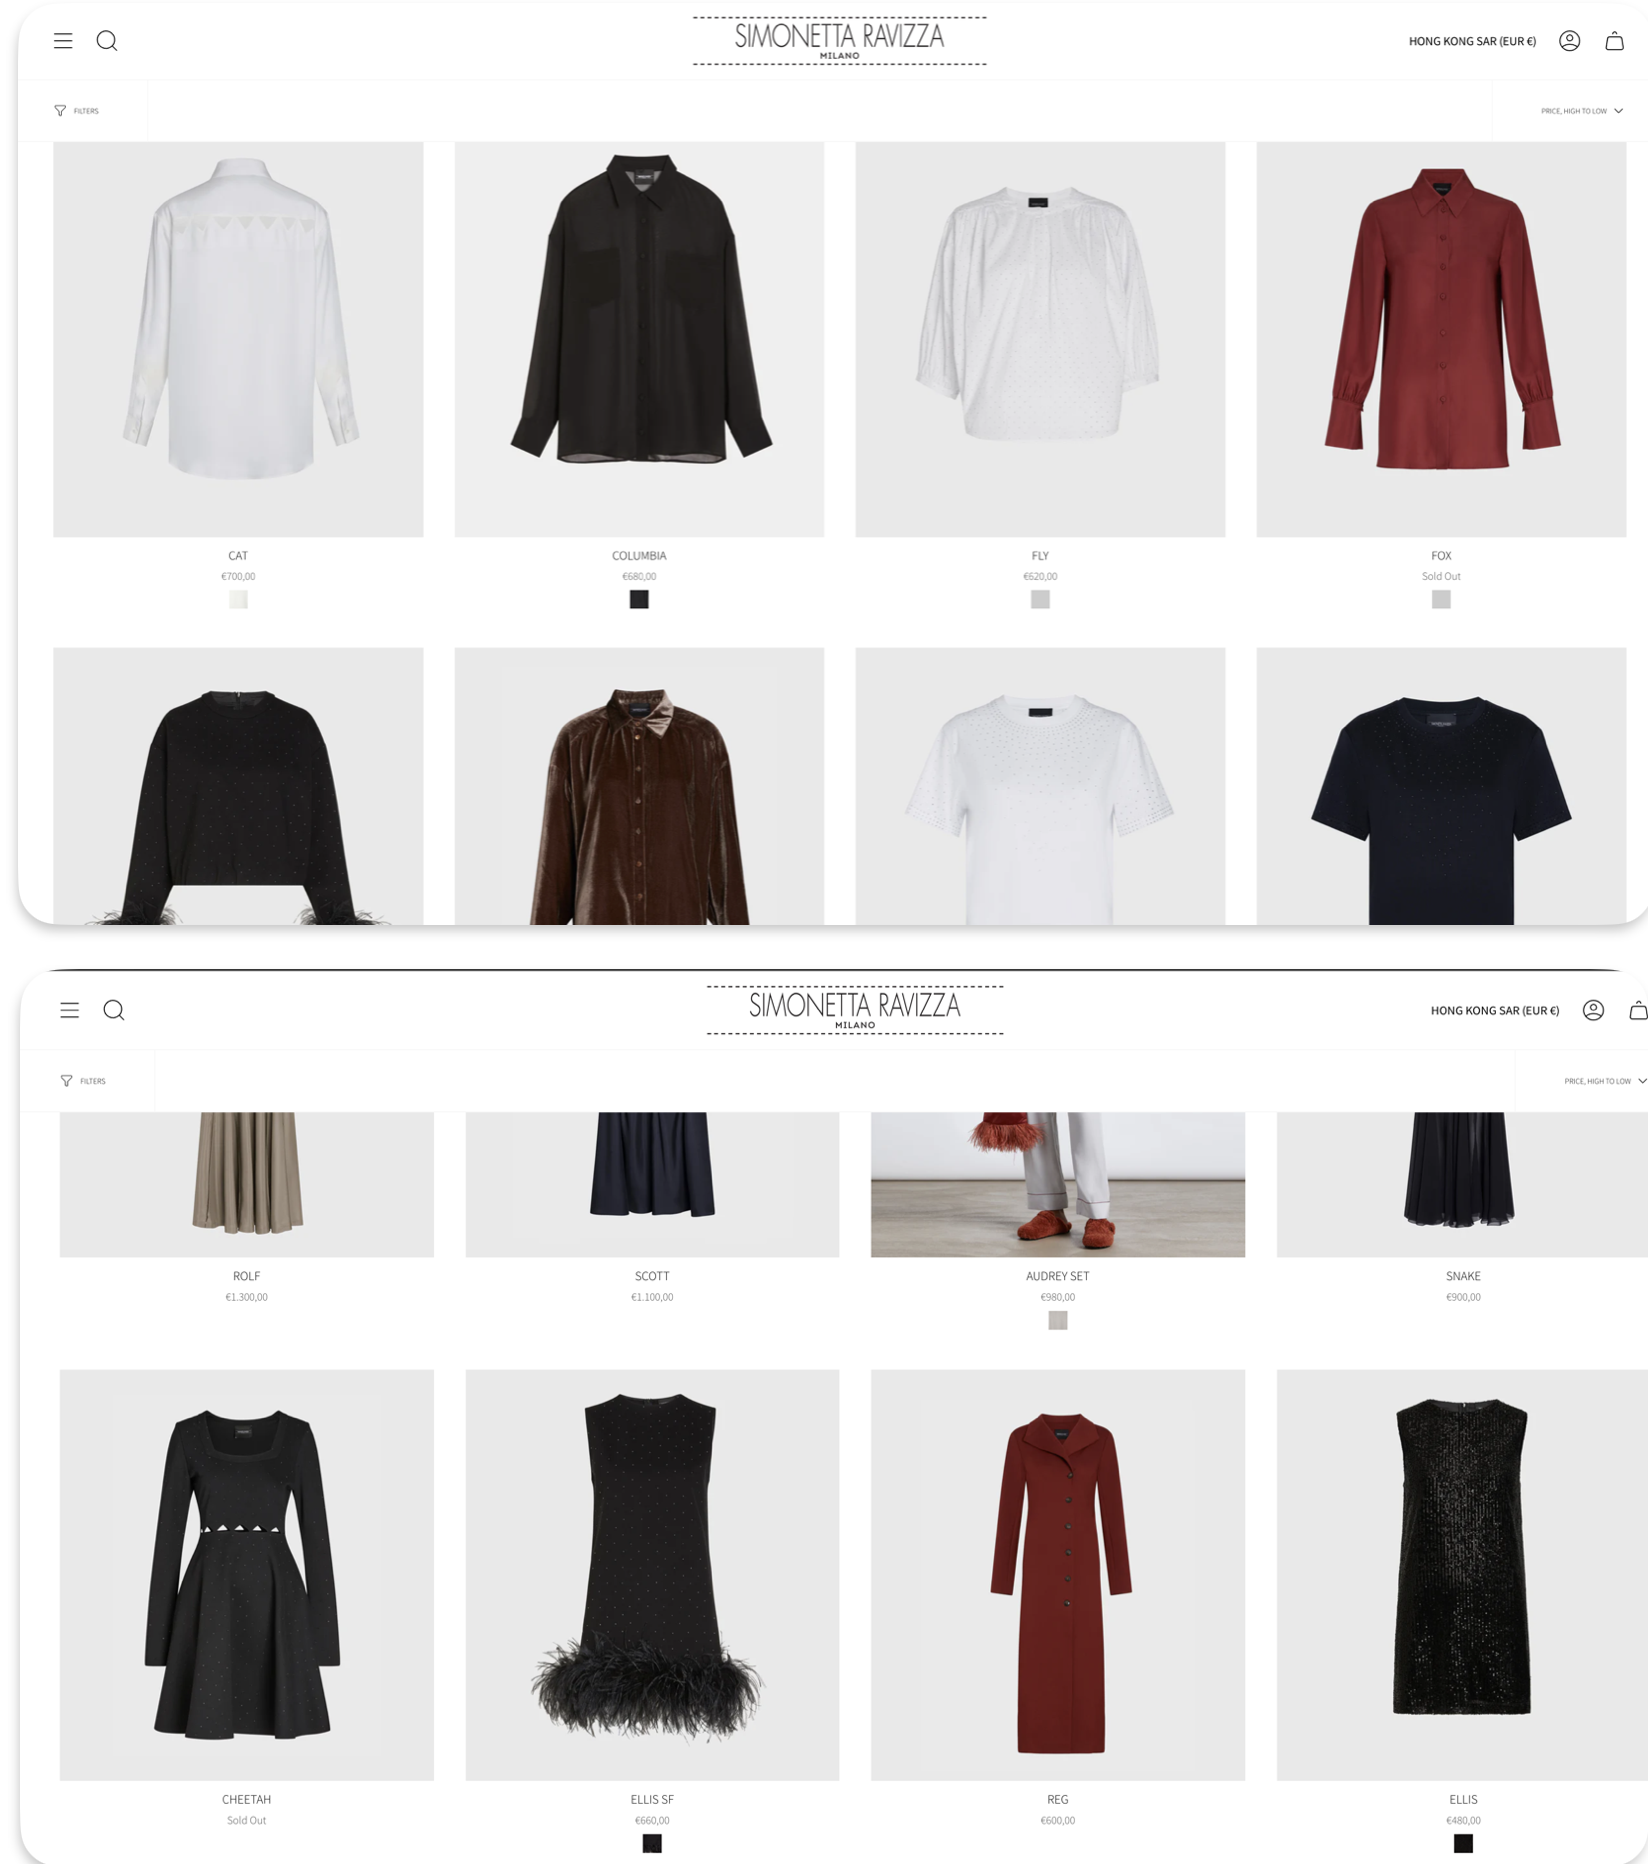 SIMONETTA RAVIZZA
MILANO
HONG KONG SAR (EUR €)
FILTERS
PRICE, HIGH TO LOW
CAT
€700,00
COLUMBIA
€680,00
FLY
€620,00
FOX
Sold Out
SIMONETTA RAVIZZA
MILANO
HONG KONG SAR (EUR €)
FILTERS
PRICE, HIGH TO LOW
ROLF
€1.300,00
SCOTT
€1.100,00
AUDREY SET
€980,00
SNAKE
€900,00
CHEETAH
Sold Out
ELLIS SF
€660,00
REG
€600,00
ELLIS
€480,00